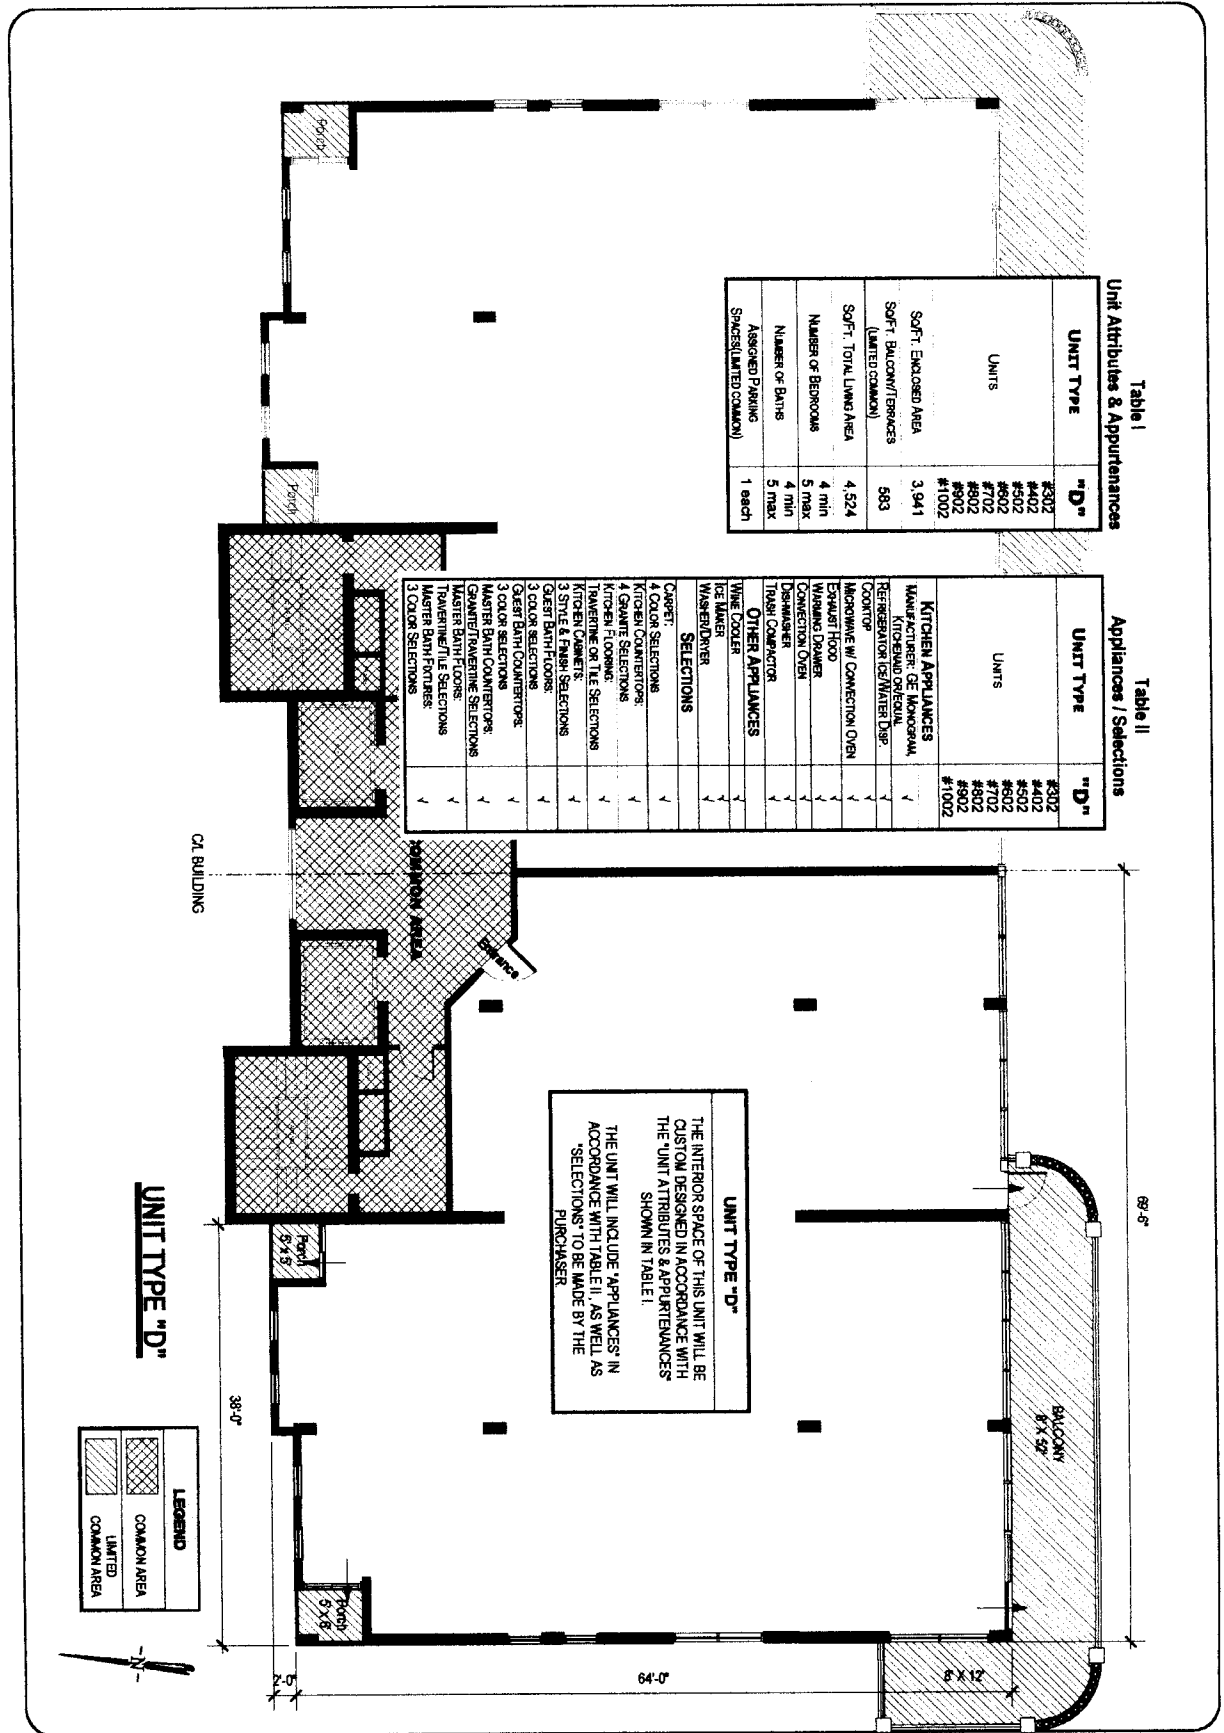 Table I
Unit Attributes & Appurtenances
UNIT TYPE
"D"
UNITS
#302
#402
#502
#602
#702
#802
#902
#1002
SQ/FT. ENCLOSED AREA
3,941
SQ/FT. BALCONY/TERRACES
(LIMITED COMMON)
583
SQ/FT. TOTAL LIVING AREA
4,524
NUMBER OF BEDROOMS
4 min
5 max
NUMBER OF BATHS
4 min
5 max
ASSIGNED PARKING
SPACES(LIMITED COMMON)
1 each
Table II
Appliances / Selections
UNIT TYPE
"D"
UNITS
#302
#402
#502
#602
#702
#802
#902
#1002
KITCHEN APPLIANCES
MANUFACTURER: GE MONOGRAM,
KITCHENAID OR/EQUAL
√
REFRIGERATOR ICE/WATER DISP.
√
COOKTOP
√
MICROWAVE W/ CONVECTION OVEN
√
EXHAUST HOOD
√
WARMING DRAWER
√
CONVECTION OVEN
√
DISHWASHER
√
TRASH COMPACTOR
√
OTHER APPLIANCES
WINE COOLER
√
ICE MAKER
√
WASHER/DRYER
√
SELECTIONS
CARPET:
4 COLOR SELECTIONS
√
KITCHEN COUNTERTOPS:
4 GRANITE SELECTIONS
√
KITCHEN FLOORING:
TRAVERTINE OR TILE SELECTIONS
√
KITCHEN CABINETS:
3 STYLE & FINISH SELECTIONS
√
GUEST BATH FLOORS:
3 COLOR SELECTIONS
√
GUEST BATH COUNTERTOPS:
3 COLOR SELECTIONS
√
MASTER BATH COUNTERTOPS:
GRANITE/TRAVERTINE SELECTIONS
√
MASTER BATH FLOORS:
TRAVERTINE/TILE SELECTIONS
√
MASTER BATH FIXTURES:
3 COLOR SELECTIONS
√
Porch
Porch
COMMON AREA
Entrance
C/L BUILDING
69'-6"
UNIT TYPE "D"
THE INTERIOR SPACE OF THIS UNIT WILL BE
CUSTOM DESIGNED IN ACCORDANCE WITH
THE "UNIT ATTRIBUTES & APPURTENANCES"
SHOWN IN TABLE I.
THE UNIT WILL INCLUDE "APPLIANCES" IN
ACCORDANCE WITH TABLE II, AS WELL AS
"SELECTIONS" TO BE MADE BY THE
PURCHASER.
BALCONY
8' X 52'
8' X 12'
Porch
6' X 5'
Porch
5' X 6'
38'-0"
2'-0"
64'-0"
UNIT TYPE "D"
LEGEND
COMMON AREA
LIMITED
COMMON AREA
-N-